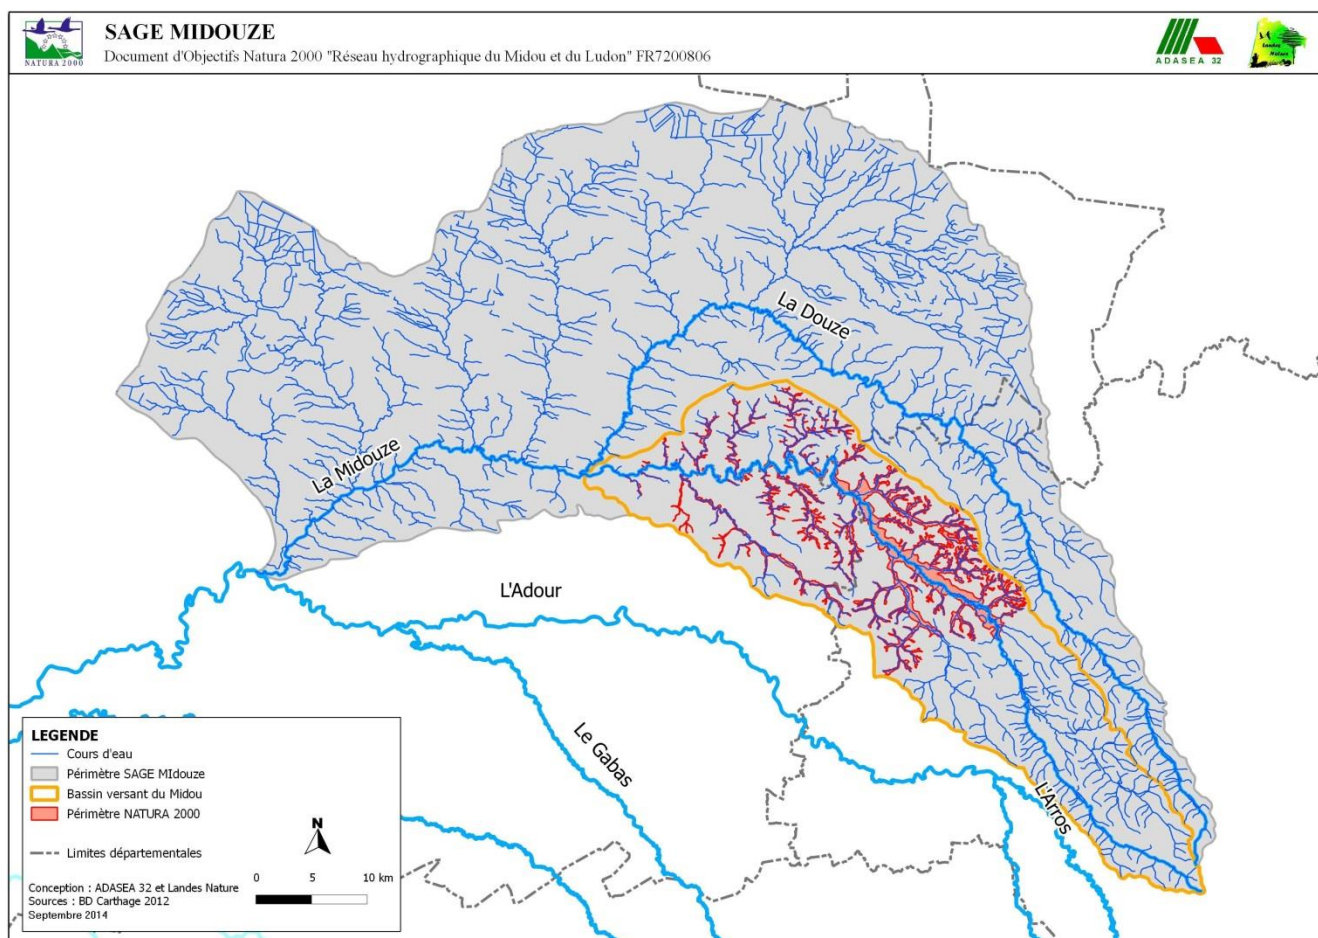 SAGE MIDOUZE
Document d'Objectifs Natura 2000 "Réseau hydrographique du Midou et du Ludon" FR7200806
NATURA 2000
ADASEA 32
Landes
Nature
La Douze
La Midouze
L'Adour
Le Gabas
L'Arros
LEGENDE
Cours d'eau
Périmètre SAGE MIdouze
Bassin versant du Midou
Périmètre NATURA 2000
Limites départementales
N
0 5 10 km
Conception : ADASEA 32 et Landes Nature
Sources : BD Carthage 2012
Septembre 2014